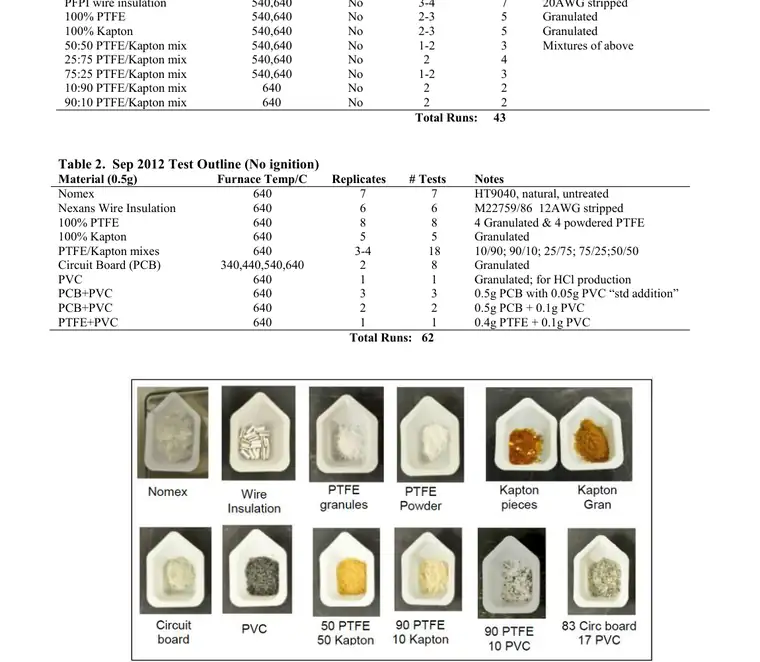 PFPI wire insulation 540,640 No 3-4 7 20AWG stripped
100% PTFE 540,640 No 2-3 5 Granulated
100% Kapton 540,640 No 2-3 5 Granulated
50:50 PTFE/Kapton mix 540,640 No 1-2 3 Mixtures of above
25:75 PTFE/Kapton mix 540,640 No 2 4
75:25 PTFE/Kapton mix 540,640 No 1-2 3
10:90 PTFE/Kapton mix 640 No 2 2
90:10 PTFE/Kapton mix 640 No 2 2
Total Runs: 43
Table 2. Sep 2012 Test Outline (No ignition)
Material (0.5g) Furnace Temp/C Replicates # Tests Notes
Nomex 640 7 7 HT9040, natural, untreated
Nexans Wire Insulation 640 6 6 M22759/86 12AWG stripped
100% PTFE 640 8 8 4 Granulated & 4 powdered PTFE
100% Kapton 640 5 5 Granulated
PTFE/Kapton mixes 640 3-4 18 10/90; 90/10; 25/75; 75/25;50/50
Circuit Board (PCB) 340,440,540,640 2 8 Granulated
PVC 640 1 1 Granulated; for HCl production
PCB+PVC 640 3 3 0.5g PCB with 0.05g PVC “std addition”
PCB+PVC 640 2 2 0.5g PCB + 0.1g PVC
PTFE+PVC 640 1 1 0.4g PTFE + 0.1g PVC
Total Runs: 62
Nomex
Wire
Insulation
PTFE
granules
PTFE
Powder
Kapton
pieces
Kapton
Gran
Circuit
board
PVC
50 PTFE
50 Kapton
90 PTFE
10 Kapton
90 PTFE
10 PVC
83 Circ board
17 PVC